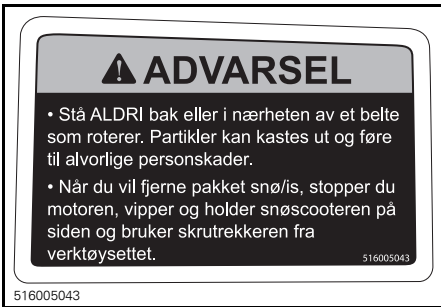 ADVARSEL
• Stå ALDRI bak eller i nærheten av et belte
som roterer. Partikler kan kastes ut og føre
til alvorlige personskader.
• Når du vil fjerne pakket snø/is, stopper du
motoren, vipper og holder snøscooteren på
siden og bruker skrutrekkeren fra
verktøysettet.
516005043
516005043